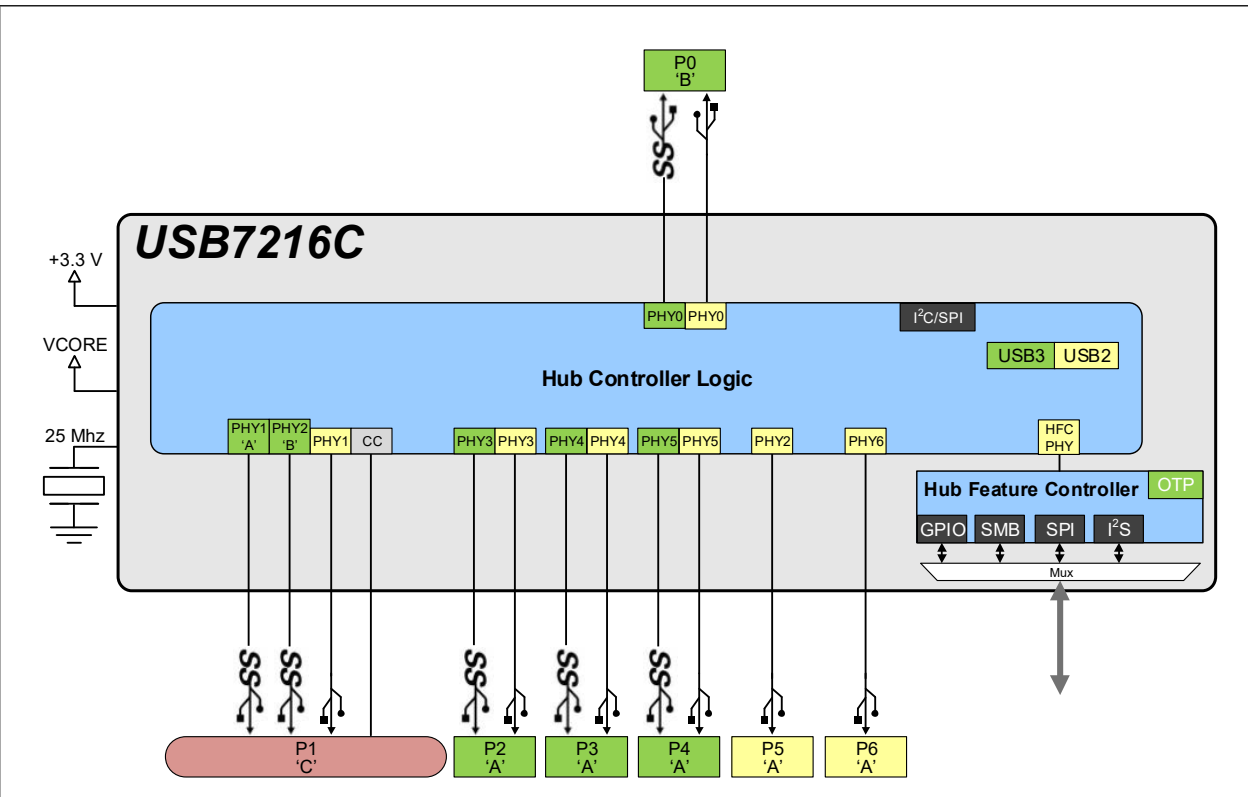 P0
‘B’
SS
USB7216C
+3.3 V
PHY0 PHY0
I²C/SPI
VCORE
USB3 USB2
Hub Controller Logic
25 Mhz
PHY1
‘A’
PHY2
‘B’
PHY1
CC
PHY3 PHY3
PHY4 PHY4
PHY5 PHY5
PHY2
PHY6
HFC
PHY
Hub Feature Controller
OTP
GPIO SMB SPI I²S
Mux
SS SS SS SS SS
P1
‘C’
P2
‘A’
P3
‘A’
P4
‘A’
P5
‘A’
P6
‘A’